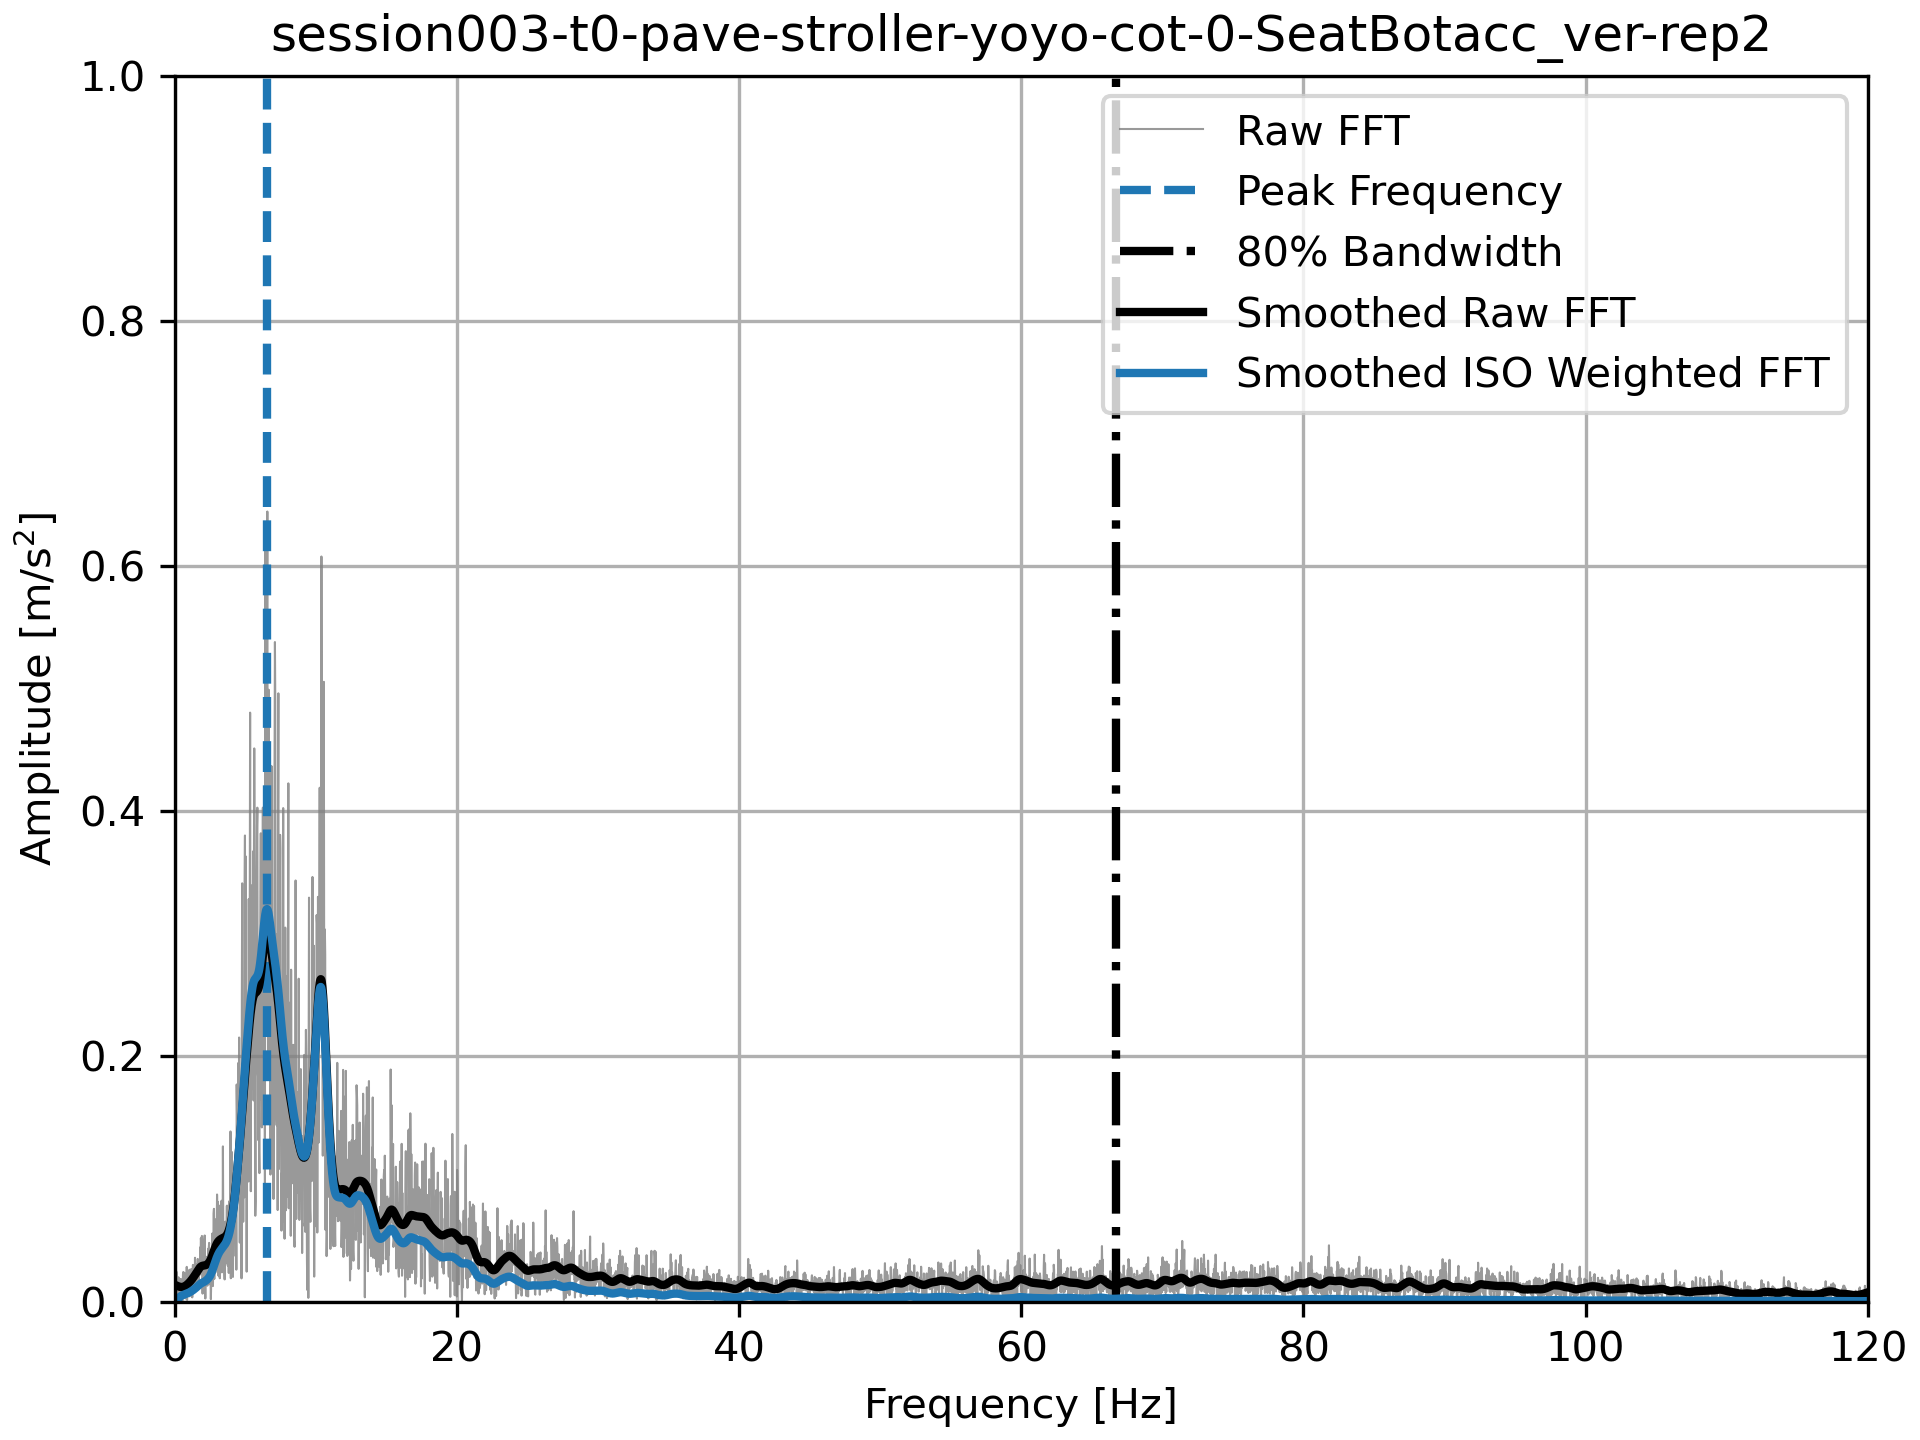 session003-t0-pave-stroller-yoyo-cot-0-SeatBotacc_ver-rep2
1.0
0.8
0.6
0.4
0.2
0.0
Amplitude [m/s²]
Raw FFT
Peak Frequency
80% Bandwidth
Smoothed Raw FFT
Smoothed ISO Weighted FFT
0 20 40 60 80 100 120
Frequency [Hz]